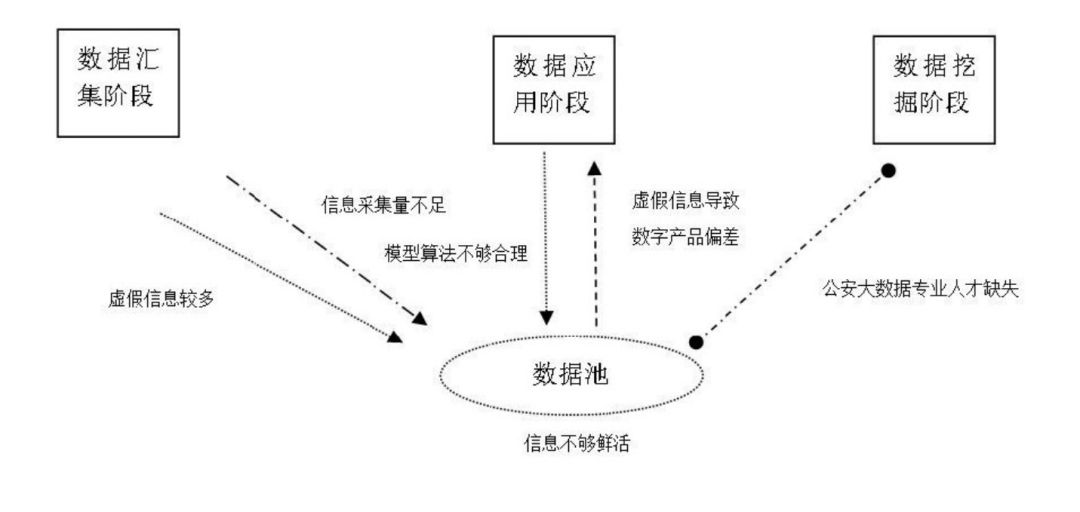 数据汇
集阶段
数据应
用阶段
数据挖
掘阶段
信息采集量不足
虚假信息导致
数字产品偏差
模型算法不够合理
虚假信息较多
公安大数据专业人才缺失
数据池
信息不够鲜活